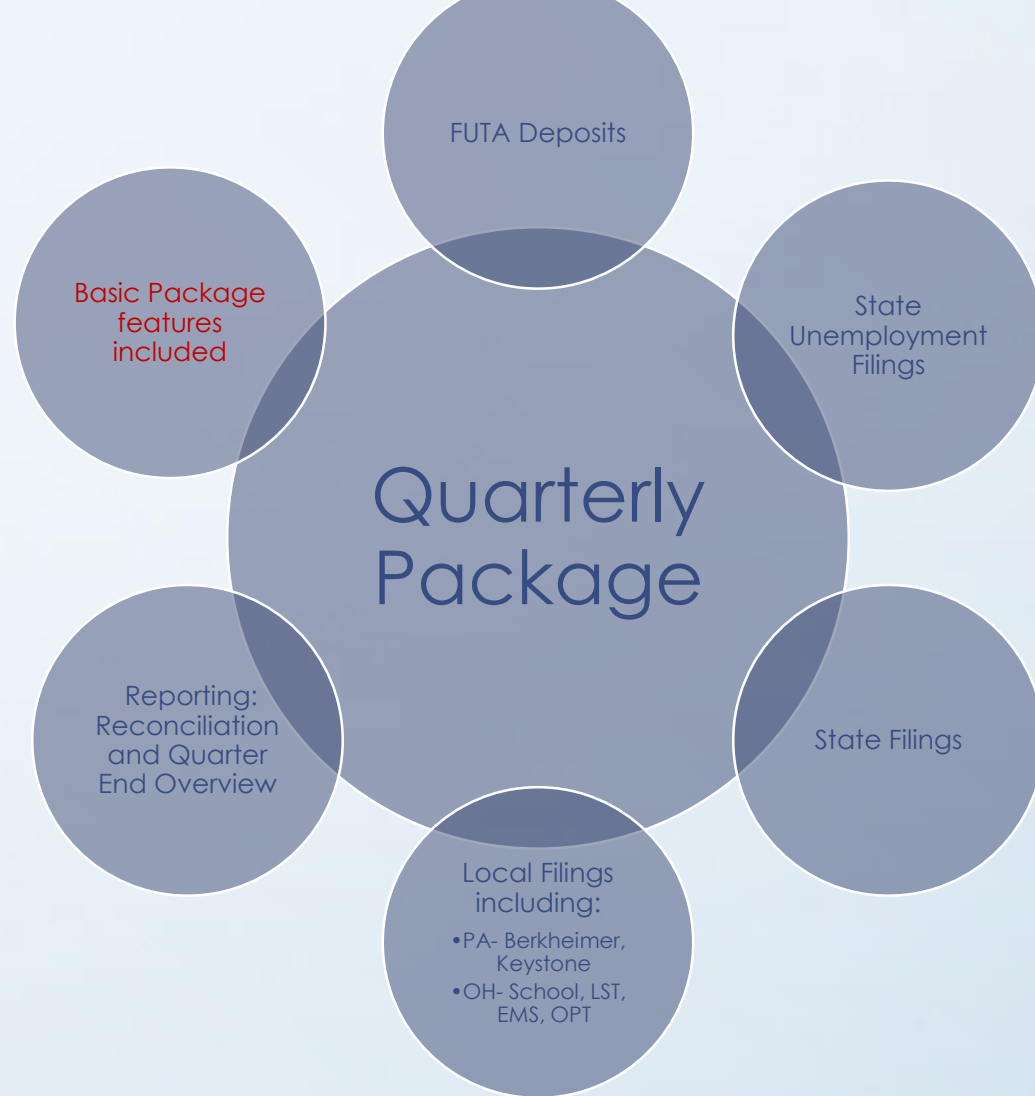 FUTA Deposits
Basic Package
features
included
State
Unemployment
Filings
Quarterly
Package
Reporting:
Reconciliation
and Quarter
End Overview
State Filings
Local Filings
including:
•PA- Berkheimer,
Keystone
•OH- School, LST,
EMS, OPT